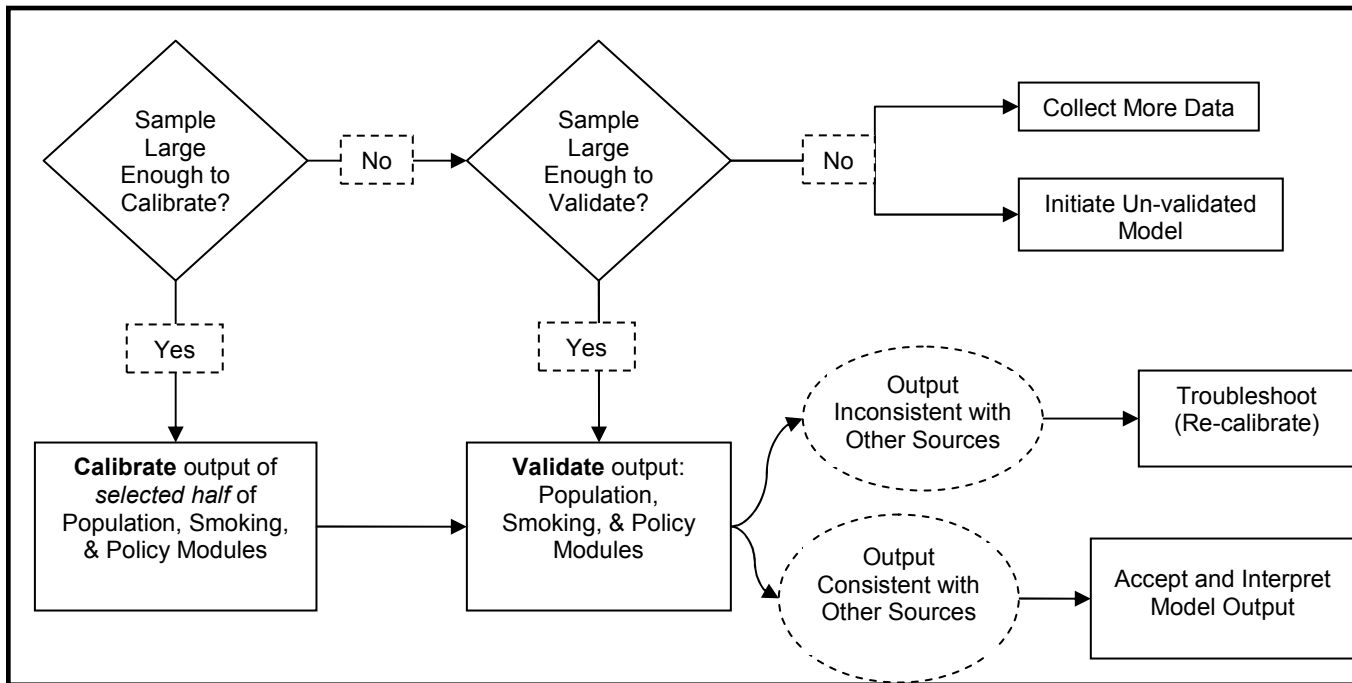 Sample
Large
Enough to
Calibrate?
No
Sample
Large
Enough to
Validate?
No
Collect More Data
Initiate Un-validated
Model
Yes
Yes
Calibrate output of
selected half of
Population, Smoking,
& Policy Modules
Validate output:
Population,
Smoking, & Policy
Modules
Output
Inconsistent with
Other Sources
Troubleshoot
(Re-calibrate)
Output
Consistent with
Other Sources
Accept and Interpret
Model Output